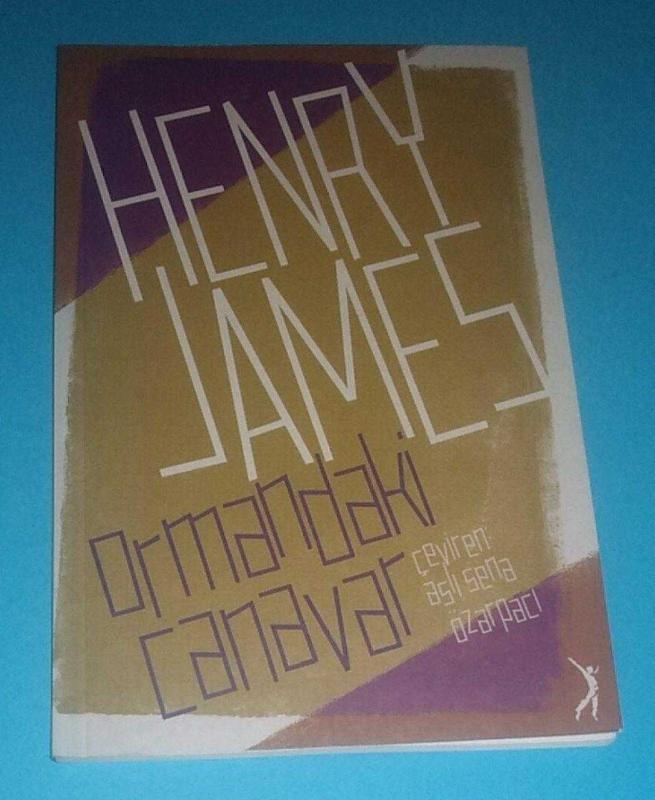 HENRY
JAMES
ormandaki
canavar
çeviren:
aslı sena
özarpacı